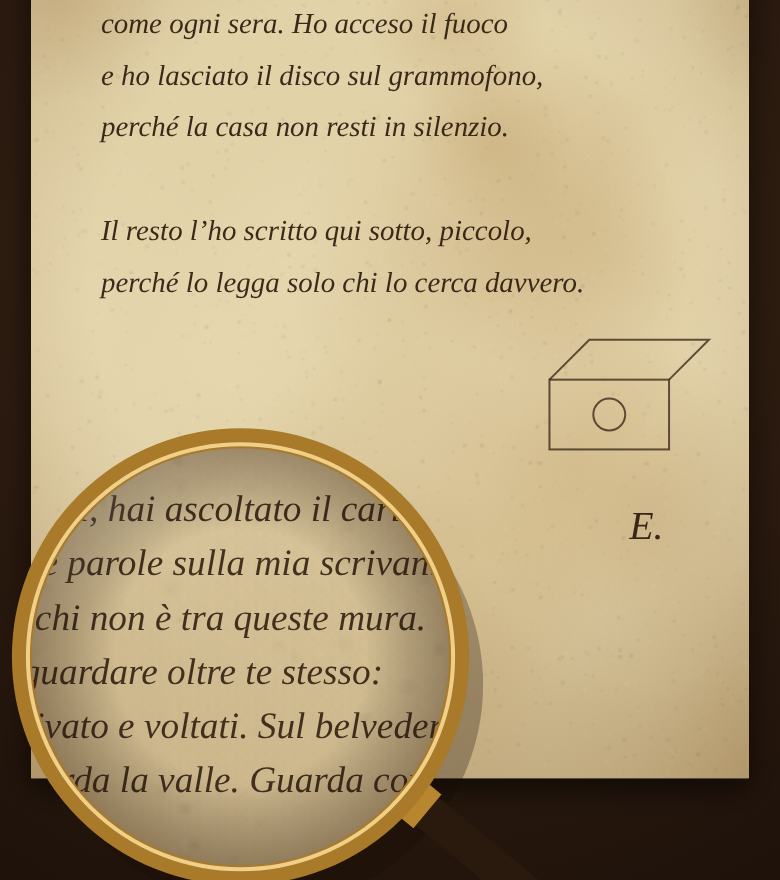 come ogni sera. Ho acceso il fuoco
e ho lasciato il disco sul grammofono,
perché la casa non resti in silenzio.
Il resto l’ho scritto qui sotto, piccolo,
perché lo legga solo chi lo cerca davvero.
E.
hai ascoltato il
parole sulla mia
chi non è tra queste mura.
guardare oltre te stesso:
e voltati. Sul
la valle. Guarda